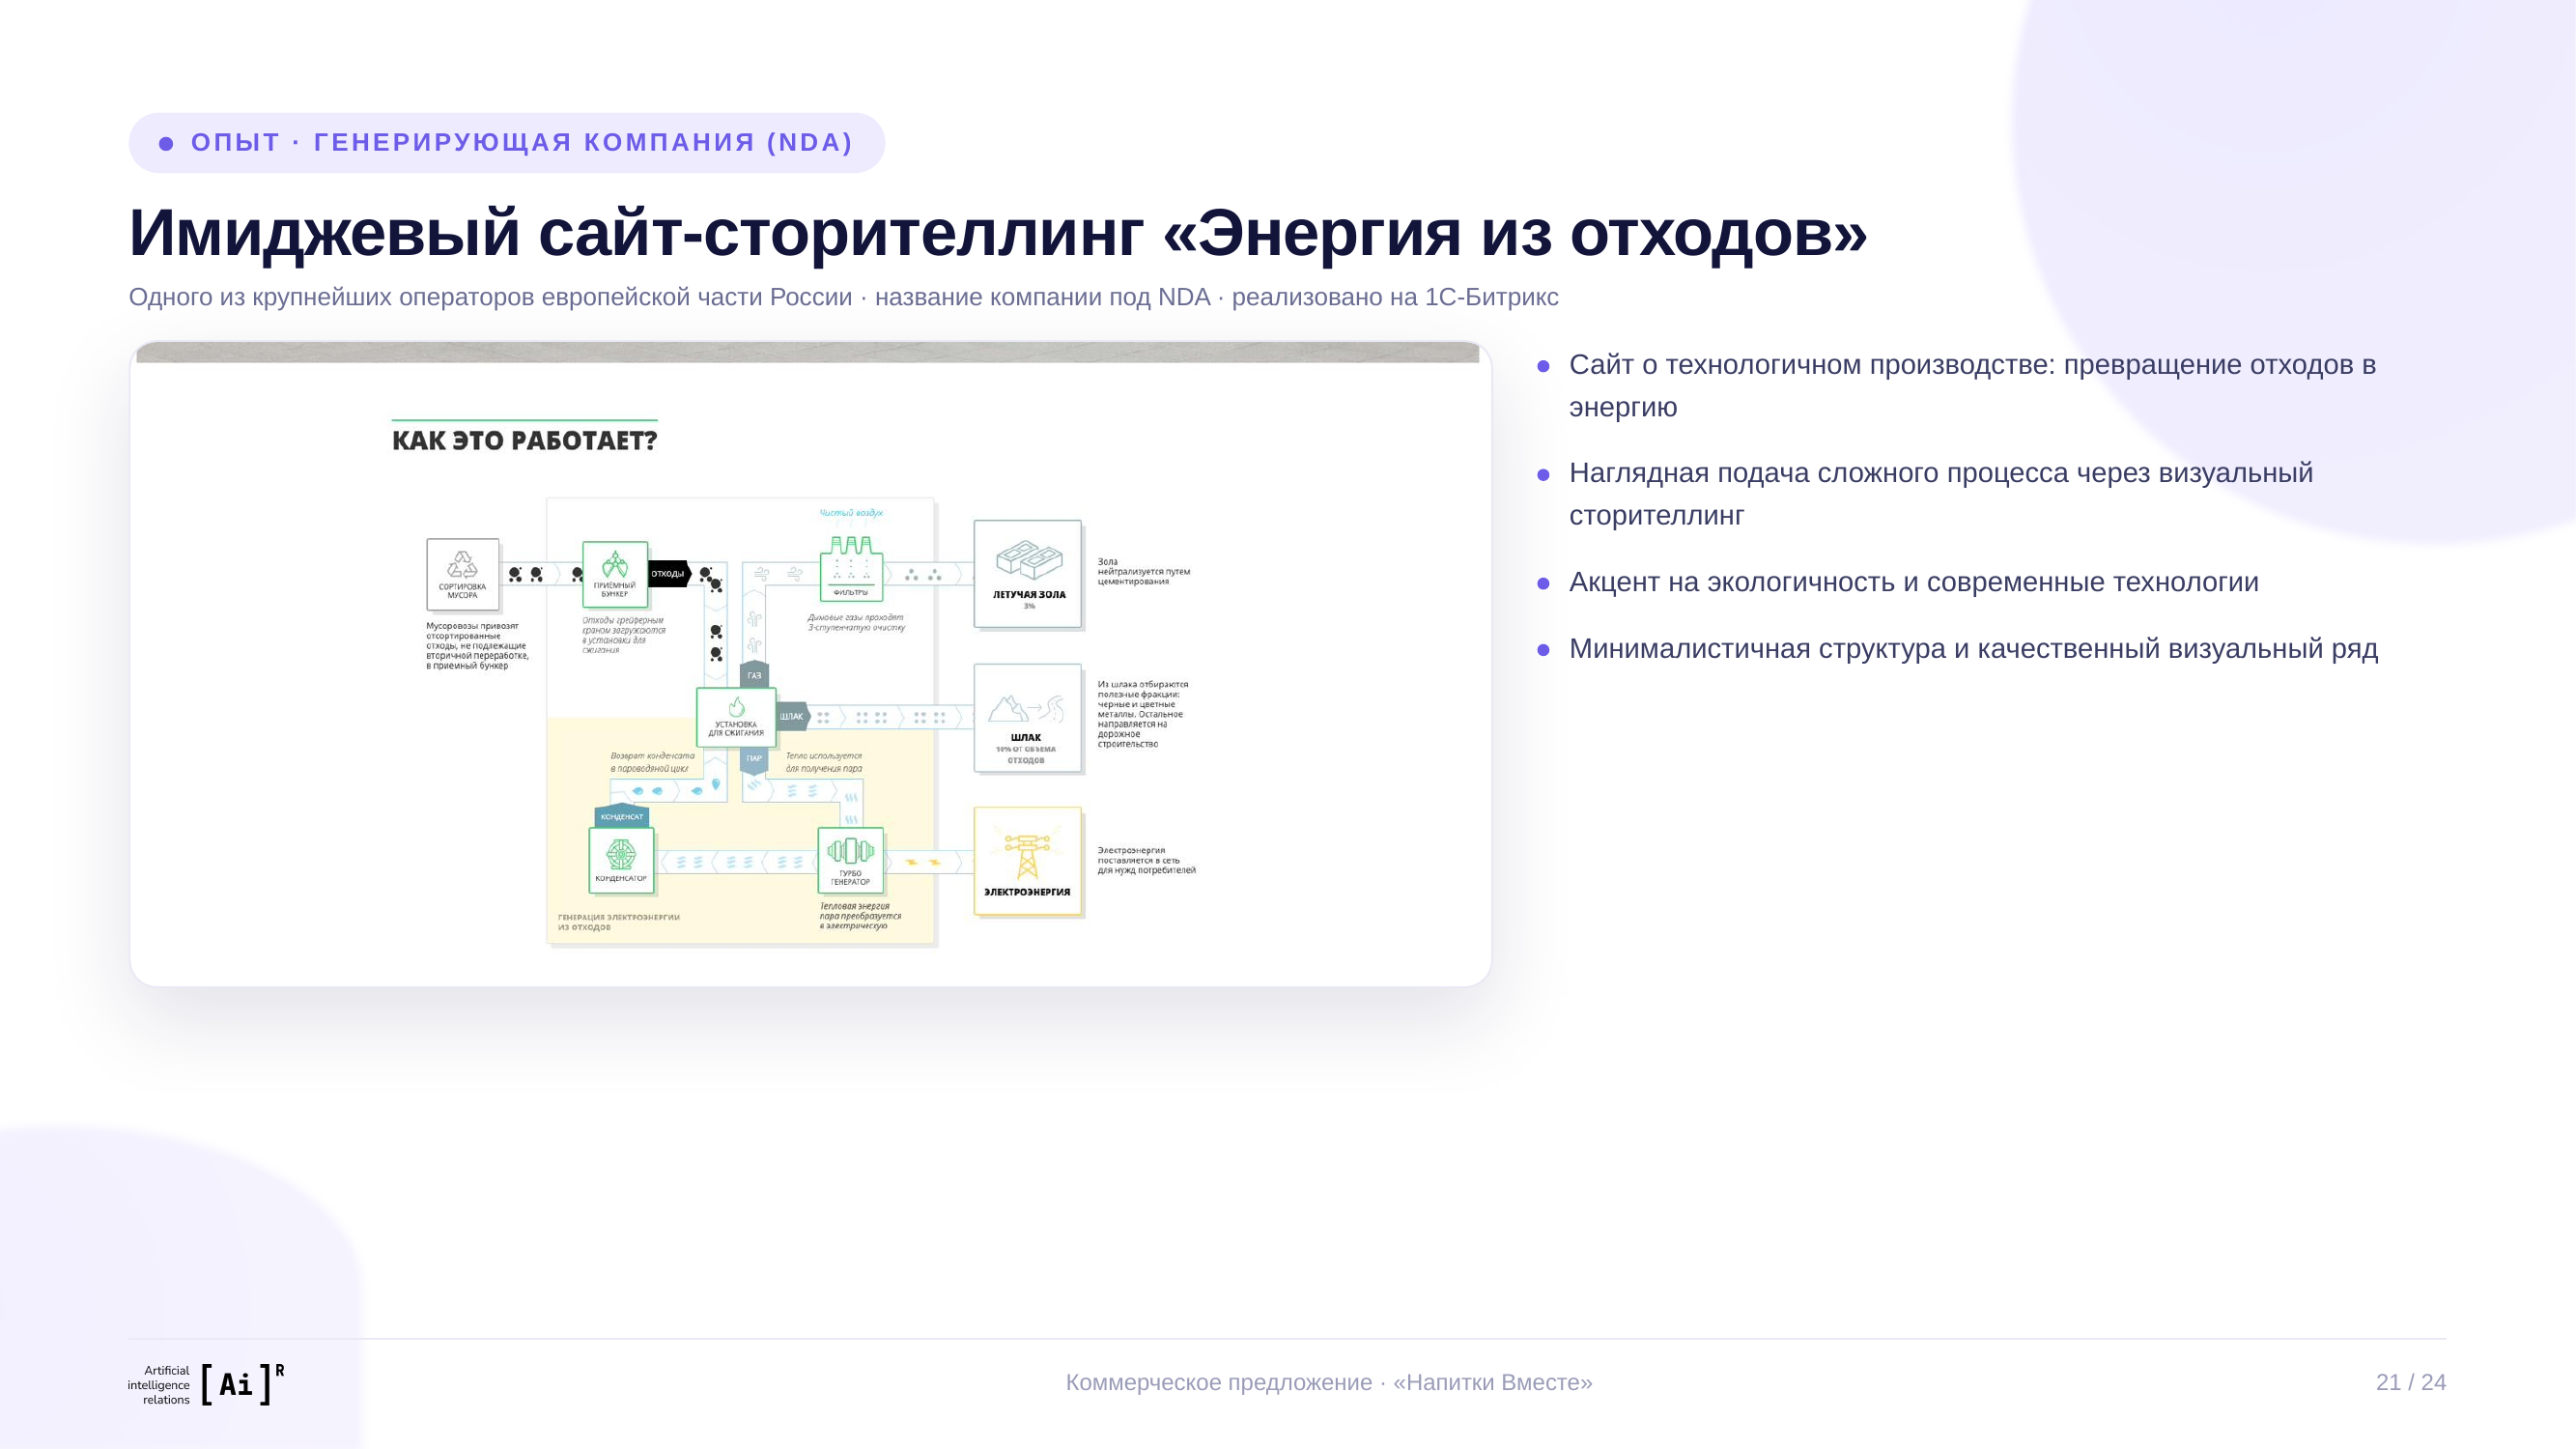 ОПЫТ · ГЕНЕРИРУЮЩАЯ КОМПАНИЯ (NDA)
Имиджевый сайт-сторителлинг «Энергия из отходов»
Одного из крупнейших операторов европейской части России · название компании под NDA · реализовано на 1С-Битрикс
КАК ЭТО РАБОТАЕТ?
Чистый воздух
СОРТИРОВКА
МУСОРА
ПРИЁМНЫЙ
БУНКЕР
ОТХОДЫ
ФИЛЬТРЫ
ЛЕТУЧАЯ ЗОЛА
3%
Зола
нейтрализуется путем
цементирования
Мусоровозы привозят
отсортированные
отходы, не подлежащие
вторичной переработке,
в приемный бункер
Отходы грейферным
краном загружаются
в установки для
сжигания
Дымовые газы проходят
3-ступенчатую очистку
ГАЗ
УСТАНОВКА
ДЛЯ СЖИГАНИЯ
ШЛАК
ПАР
ШЛАК
10% ОТ ОБЪЕМА
ОТХОДОВ
Из шлака отбираются
полезные фракции:
черные и цветные
металлы. Остальное
направляется на
дорожное
строительство
Возврат конденсата
в пароводяной цикл
Тепло используется
для получения пара
КОНДЕНСАТ
КОНДЕНСАТОР
ТУРБО
ГЕНЕРАТОР
ЭЛЕКТРОЭНЕРГИЯ
Электроэнергия
поставляется в сеть
для нужд потребителей
Тепловая энергия
пара преобразуется
в электрическую
ГЕНЕРАЦИЯ ЭЛЕКТРОЭНЕРГИИ
ИЗ ОТХОДОВ
Сайт о технологичном производстве: превращение отходов в
энергию
Наглядная подача сложного процесса через визуальный
сторителлинг
Акцент на экологичность и современные технологии
Минималистичная структура и качественный визуальный ряд
Artificial
intelligence
relations
[Ai]R
Коммерческое предложение · «Напитки Вместе»
21 / 24